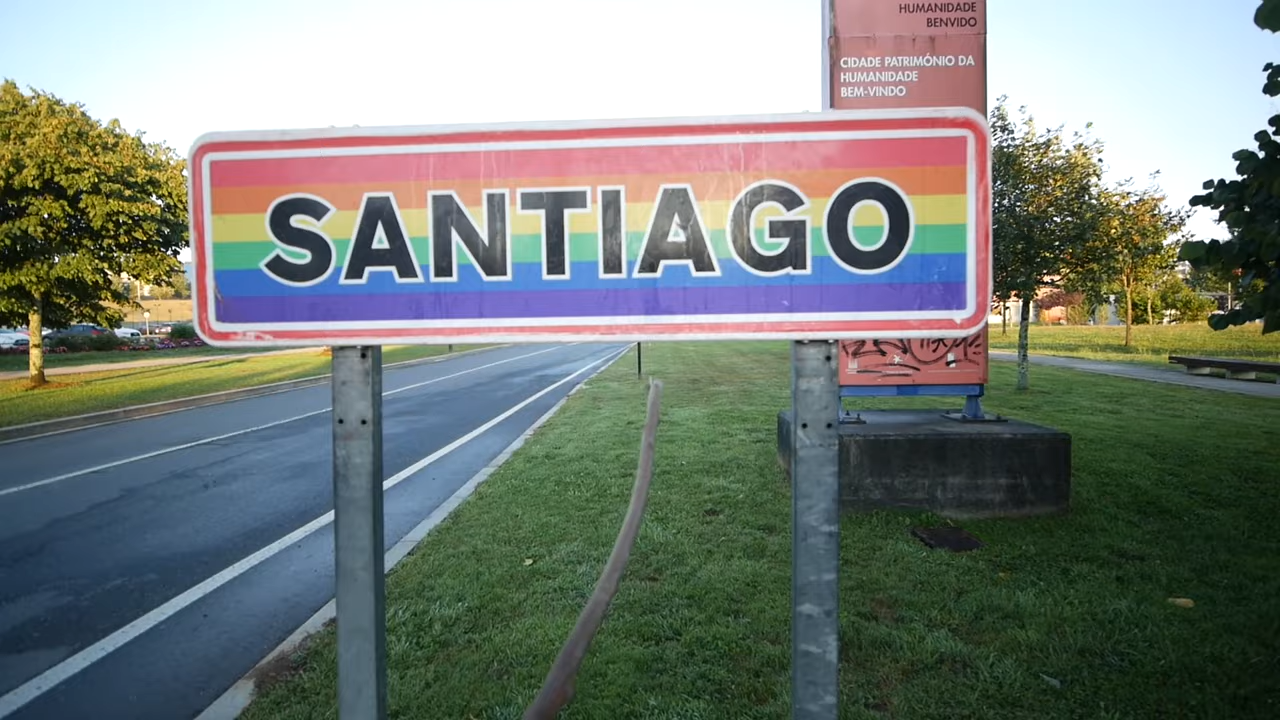 HUMANIDADE
BENVIDO
CIDADE PATRIMÓNIO DA
HUMANIDADE
BEM-VINDO
SANTIAGO